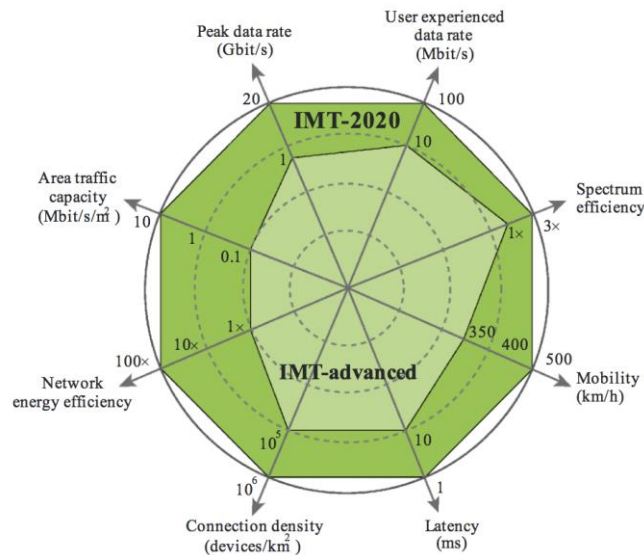 Peak data rate
(Gbit/s)
User experienced
data rate
(Mbit/s)
20
100
IMT-2020
1
10
Area traffic
capacity
(Mbit/s/m²)
Spectrum
efficiency
10
1
0.1
1×
3×
1×
10×
100×
350
400
500
Network
energy efficiency
Mobility
(km/h)
IMT-advanced
10⁵
10
10⁶
1
Connection density
(devices/km²)
Latency
(ms)